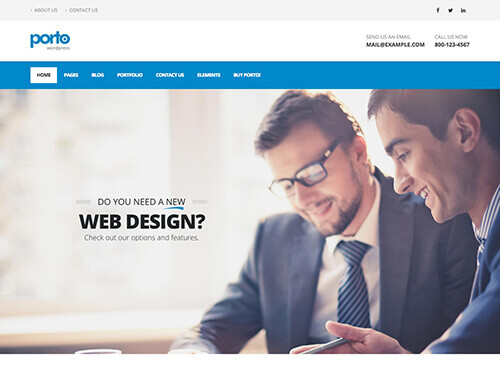 › ABOUT US › CONTACT US
porto
wordpress
SEND US AN EMAIL
MAIL@EXAMPLE.COM
CALL US NOW
800-123-4567
HOME PAGES BLOG PORTFOLIO CONTACT US ELEMENTS BUY PORTO!
DO YOU NEED A NEW
WEB DESIGN?
Check out our options and features.